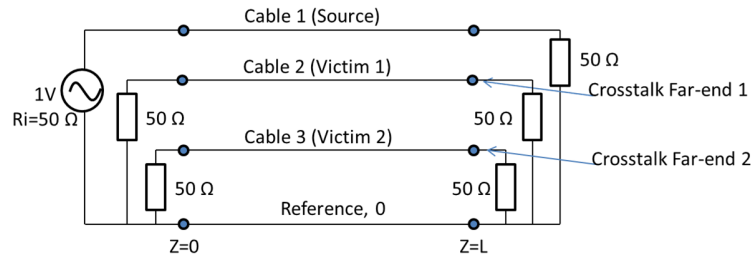 Cable 1 (Source)
50 Ω
Cable 2 (Victim 1)
1V
Ri=50 Ω
Crosstalk Far-end 1
50 Ω
50 Ω
Cable 3 (Victim 2)
Crosstalk Far-end 2
50 Ω
50 Ω
Reference, 0
Z=0
Z=L